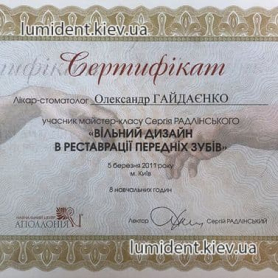 lumident.kiev.ua
Сертифікат
Лікар-стоматолог Олександр ГАЙДАЄНКО
учасник майстер-класу Сергія РАДЛІНСЬКОГО
«ВІЛЬНИЙ ДИЗАЙН
В РЕСТАВРАЦІЇ ПЕРЕДНІХ ЗУБІВ»
5 березня 2011 року
м. Київ
8 навчальних годин
АПОЛЛОНІЯ
Лектор Сергій РАДЛІНСЬКИЙ
lumident.kiev.ua